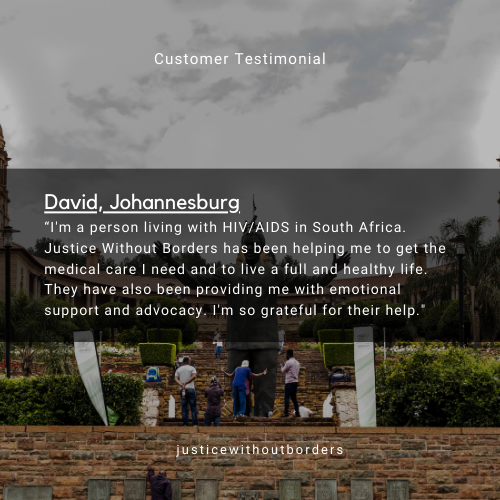 Customer Testimonial
David, Johannesburg
“I'm a person living with HIV/AIDS in South Africa.
Justice Without Borders has been helping me to get the
medical care I need and to live a full and healthy life.
They have also been providing me with emotional
support and advocacy. I'm so grateful for their help."
justicewithoutborders